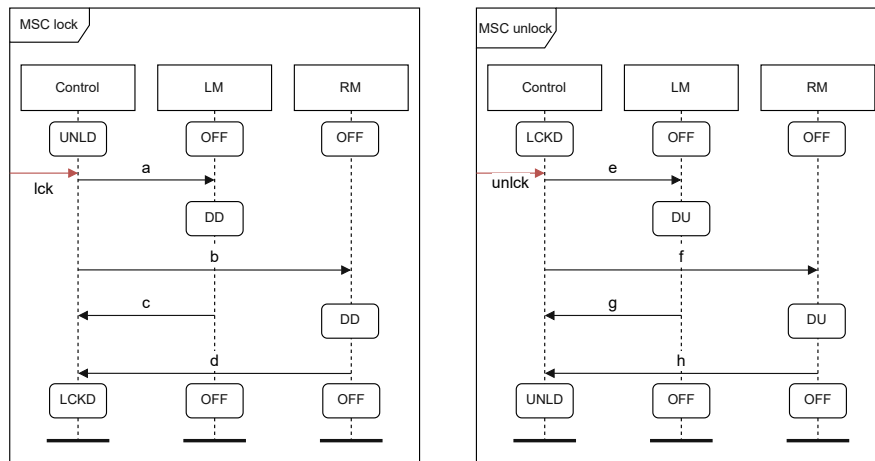 MSC lock
Control
LM
RM
UNLD
OFF
OFF
a
lck
DD
b
c
DD
d
LCKD
OFF
OFF
MSC unlock
Control
LM
RM
LCKD
OFF
OFF
e
unlck
DU
f
g
DU
h
UNLD
OFF
OFF